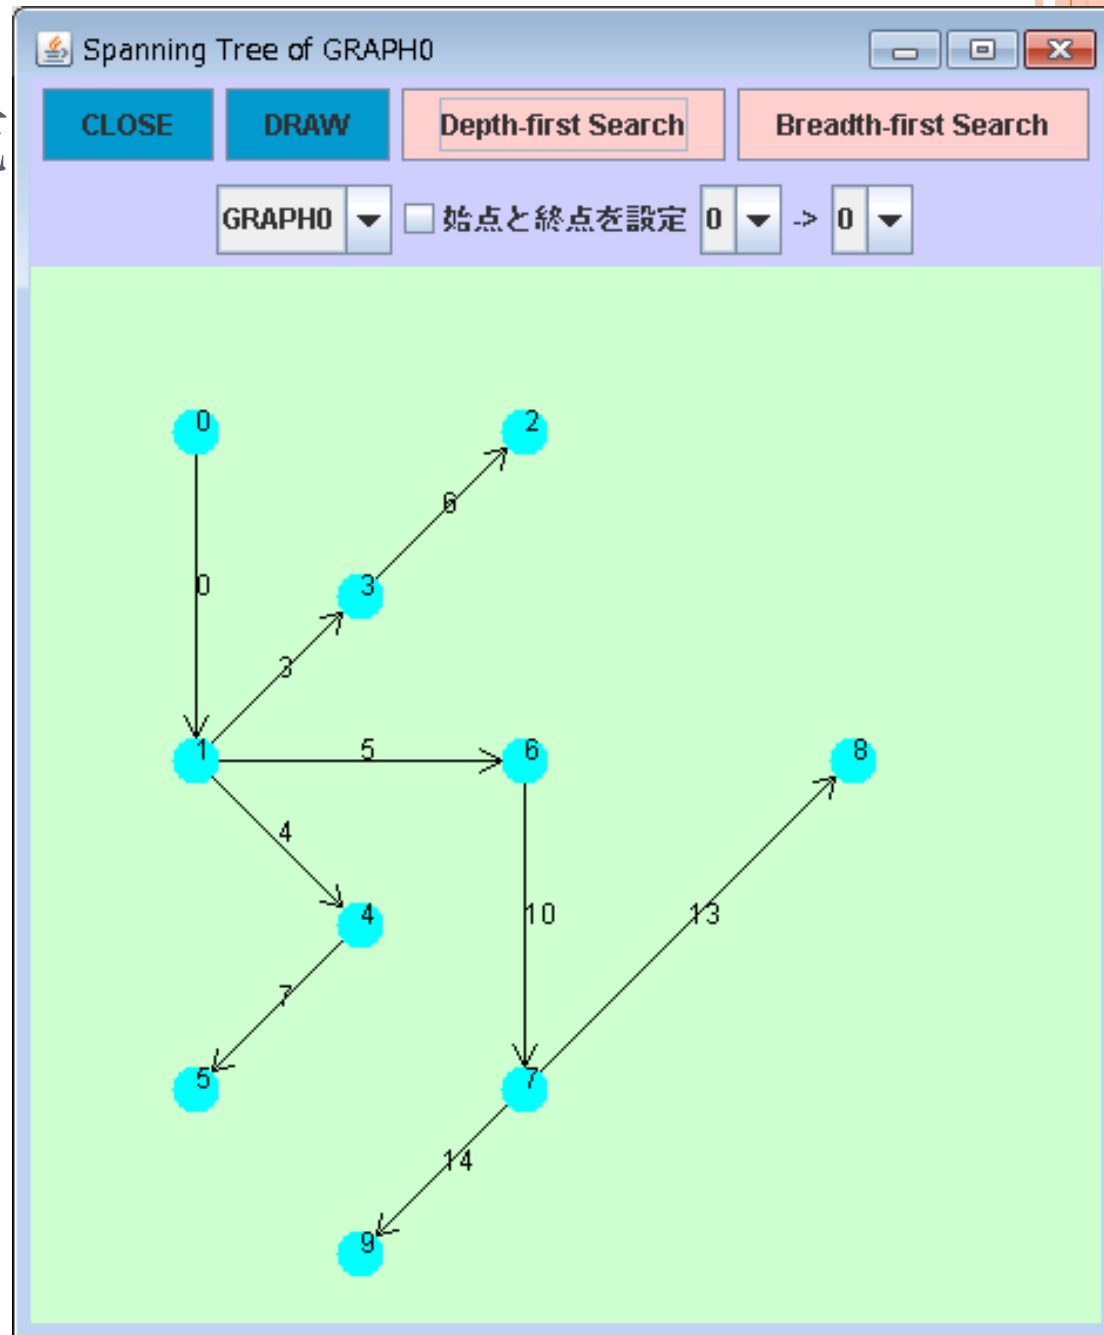 Spanning Tree of GRAPH0
CLOSE DRAW Depth-first Search Breadth-first Search
GRAPH0 始点と終点を設定 0 -> 0
0 2
6
0 3
3
1 5 6 8
4
4 10 13
7
5 7
14
9